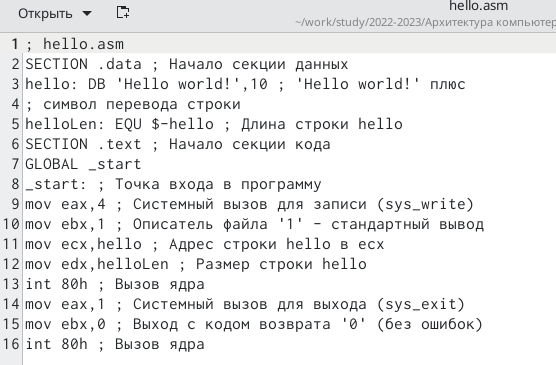 Открыть
hello.asm
~/work/study/2022-2023/Архитектура
1 ; hello.asm
2 SECTION .data ; Начало секции данных
3 hello: DB 'Hello world!',10 ; 'Hello world!' плюс
4 ; символ перевода строки
5 helloLen: EQU $-hello ; Длина строки hello
6 SECTION .text ; Начало секции кода
7 GLOBAL _start
8 _start: ; Точка входа в программу
9 mov eax,4 ; Системный вызов для записи (sys_write)
10 mov ebx,1 ; Описатель файла '1' - стандартный вывод
11 mov ecx,hello ; Адрес строки hello в ecx
12 mov edx,helloLen ; Размер строки hello
13 int 80h ; Вызов ядра
14 mov eax,1 ; Системный вызов для выхода (sys_exit)
15 mov ebx,0 ; Выход с кодом возврата '0' (без ошибок)
16 int 80h ; Вызов ядра